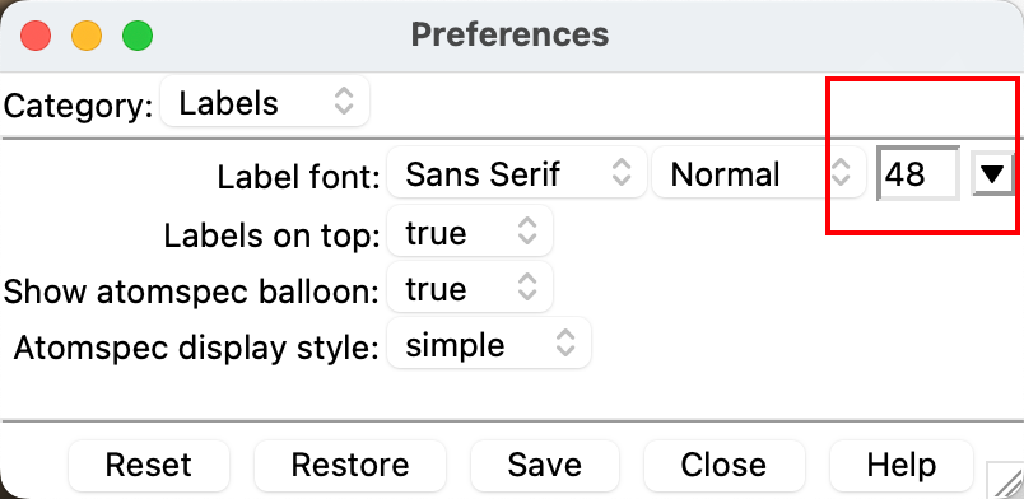 Preferences
Category: Labels
Label font: Sans Serif Normal 48
Labels on top: true
Show atomspec balloon: true
Atomspec display style: simple
Reset Restore Save Close Help